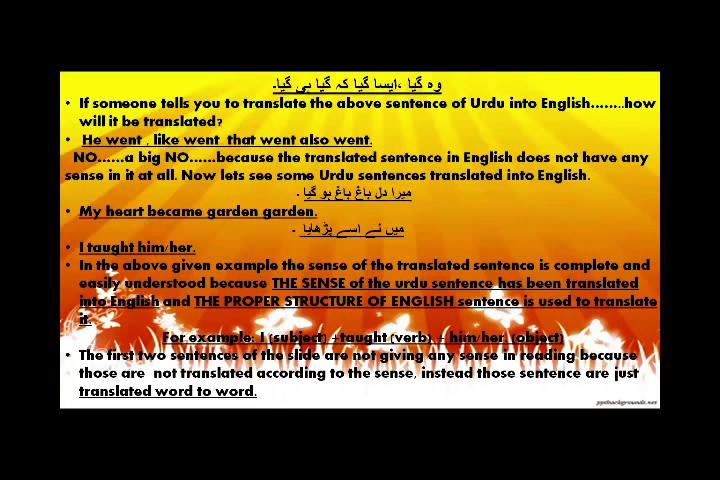 وہ گیا ،ایسا گیا کہ گیا ہی گیا۔
• If someone tells you to translate the above sentence of Urdu into English……..how
will it be translated?
• He went , like went  that went also went.
NO……a big NO……because the translated sentence in English does not have any
sense in it at all. Now lets see some Urdu sentences translated into English.
میرا دل باغ باغ ہو گیا ۔
• My heart became garden garden.
میں نے اسے پڑھایا ۔
• I taught him/her.
• In the above given example the sense of the translated sentence is complete and
easily understood because THE SENSE of the urdu sentence has been translated
into English and THE PROPER STRUCTURE OF ENGLISH sentence is used to translate
it.
For example: I (subject) +taught (verb) + him/her. (object)
• The first two sentences of the slide are not giving any sense in reading because
those are  not translated according to the sense, instead those sentence are just
translated word to word.
pptbackgrounds.net